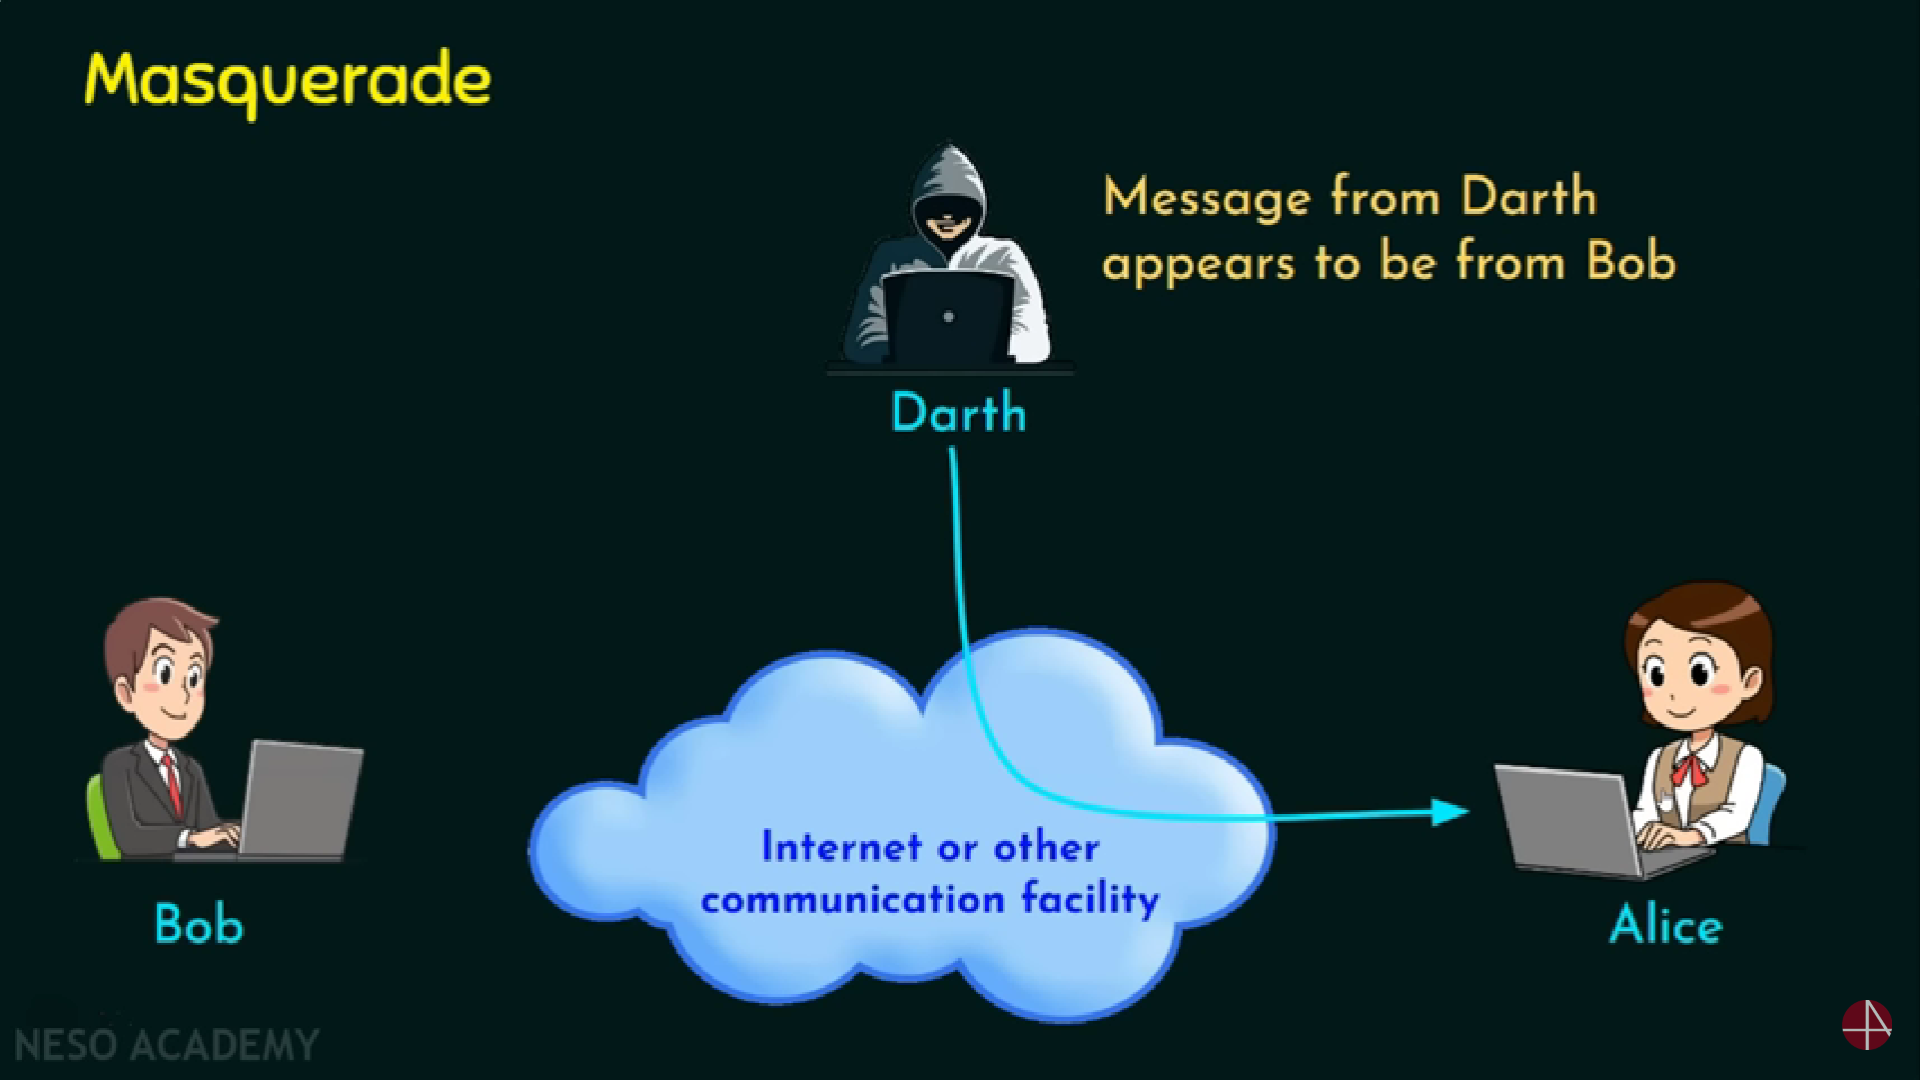 Masquerade
Message from Darth
appears to be from Bob
Darth
Internet or other
communication facility
Bob
Alice
NESO ACADEMY